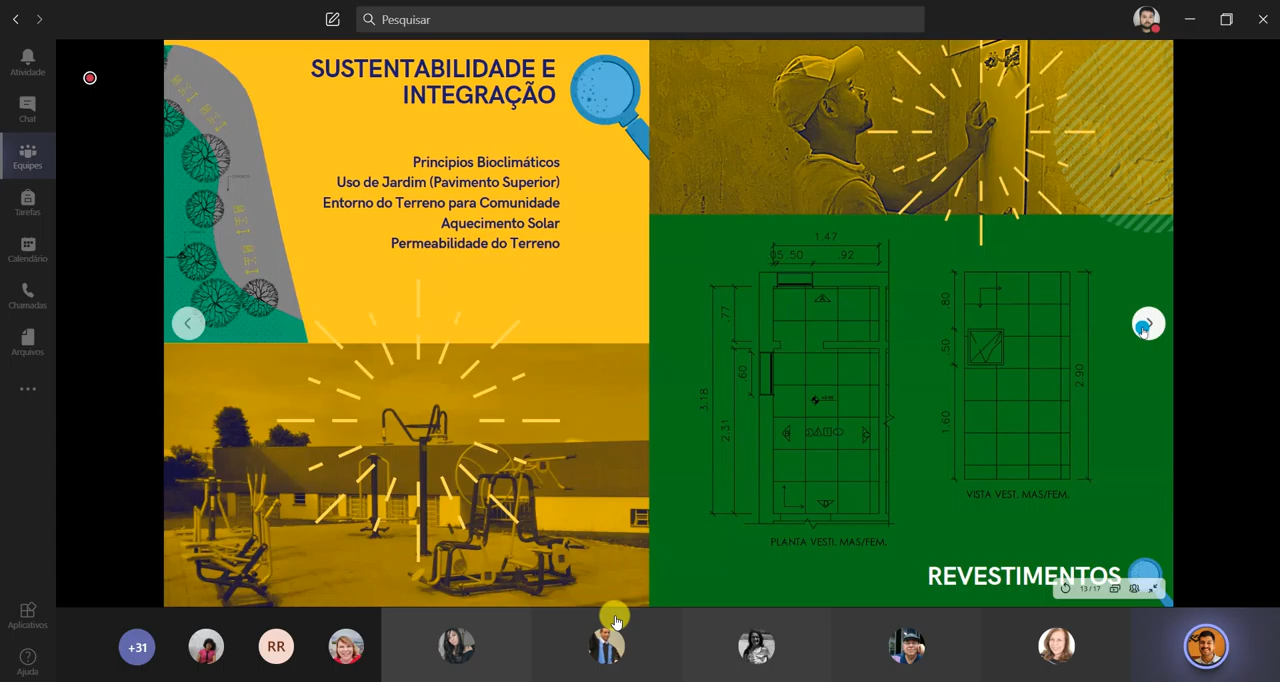 Pesquisar
Atividade
Chat
Equipes
Tarefas
Calendário
Chamadas
Arquivos
Aplicativos
Ajuda
SUSTENTABILIDADE E
INTEGRAÇÃO
Principios Bioclimáticos
Uso de Jardim (Pavimento Superior)
Entorno do Terreno para Comunidade
Aquecimento Solar
Permeabilidade do Terreno
1.47
.05 .50 .92
.77
.60
3.18
2.31
PLANTA VESTI. MAS/FEM.
.80
.50
2.90
1.60
VISTA VEST. MAS/FEM.
REVESTIMENTOS
13 / 17
+31
RR